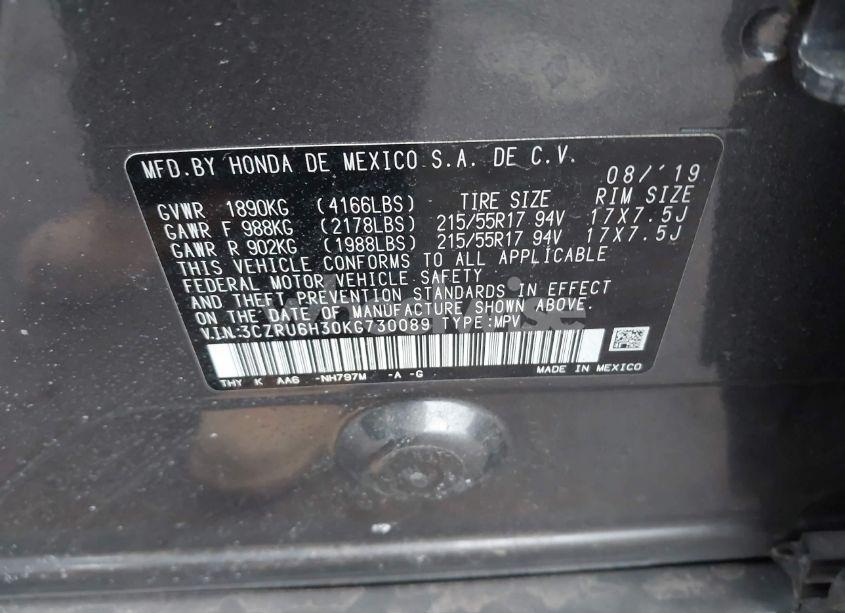 MFD.BY HONDA DE MEXICO S.A. DE C.V. 08/'19
GVWR 1890KG (4166LBS) TIRE SIZE RIM SIZE
GAWR F 988KG (2178LBS) 215/55R17 94V 17X7.5J
GAWR R 902KG (1988LBS) 215/55R17 94V 17X7.5J
THIS VEHICLE CONFORMS TO ALL APPLICABLE
FEDERAL MOTOR VEHICLE SAFETY
AND THEFT PREVENTION STANDARDS IN EFFECT
ON THE DATE OF MANUFACTURE SHOWN ABOVE.
V.I.N:3CZRU6H30KG730089 TYPE:MPV
THY K AAG -NH797M -A -G MADE IN MEXICO